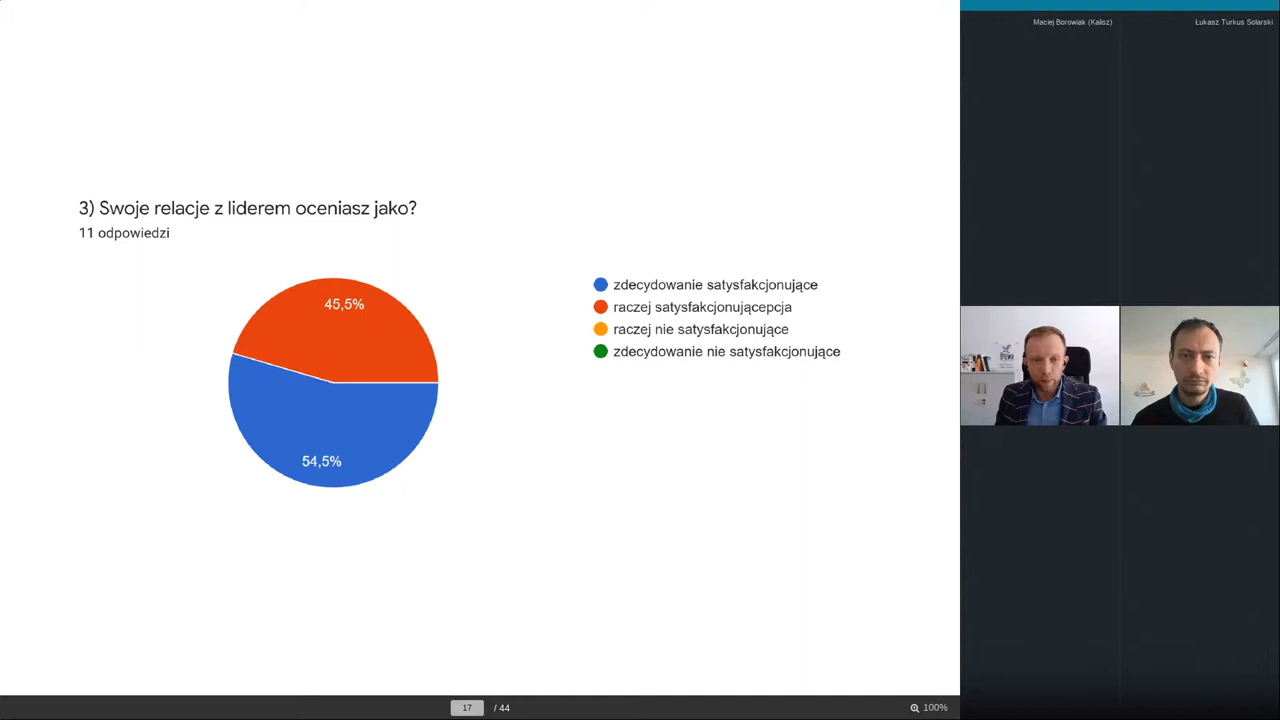 Maciej Borowiak (Kalisz)
Łukasz Turkus Solarski
3) Swoje relacje z liderem oceniasz jako?
11 odpowiedzi
45,5%
54,5%
zdecydowanie satysfakcjonujące
raczej satysfakcjonującepcja
raczej nie satysfakcjonujące
zdecydowanie nie satysfakcjonujące
17 / 44
100%